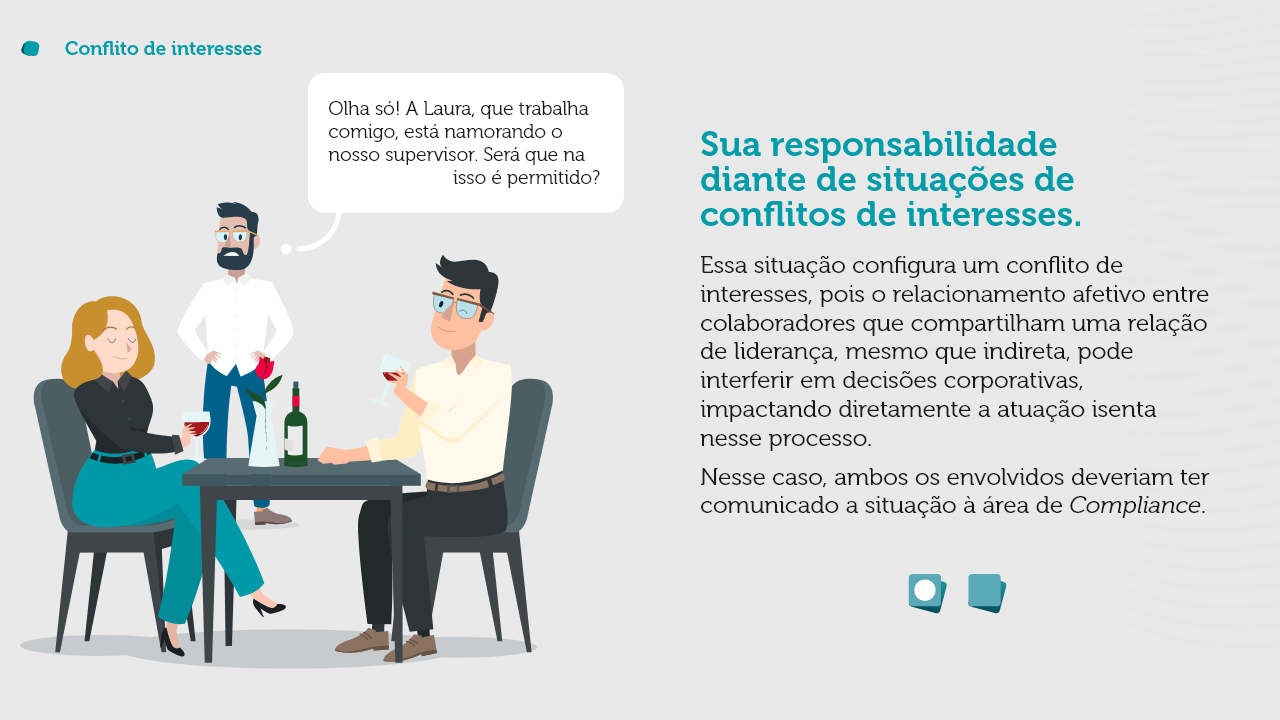 Conflito de interesses
Olha só! A Laura, que trabalha
comigo, está namorando o
nosso supervisor. Será que na
isso é permitido?
Sua responsabilidade
diante de situações de
conflitos de interesses.
Essa situação configura um conflito de
interesses, pois o relacionamento afetivo entre
colaboradores que compartilham uma relação
de liderança, mesmo que indireta, pode
interferir em decisões corporativas,
impactando diretamente a atuação isenta
nesse processo.
Nesse caso, ambos os envolvidos deveriam ter
comunicado a situação à área de Compliance.